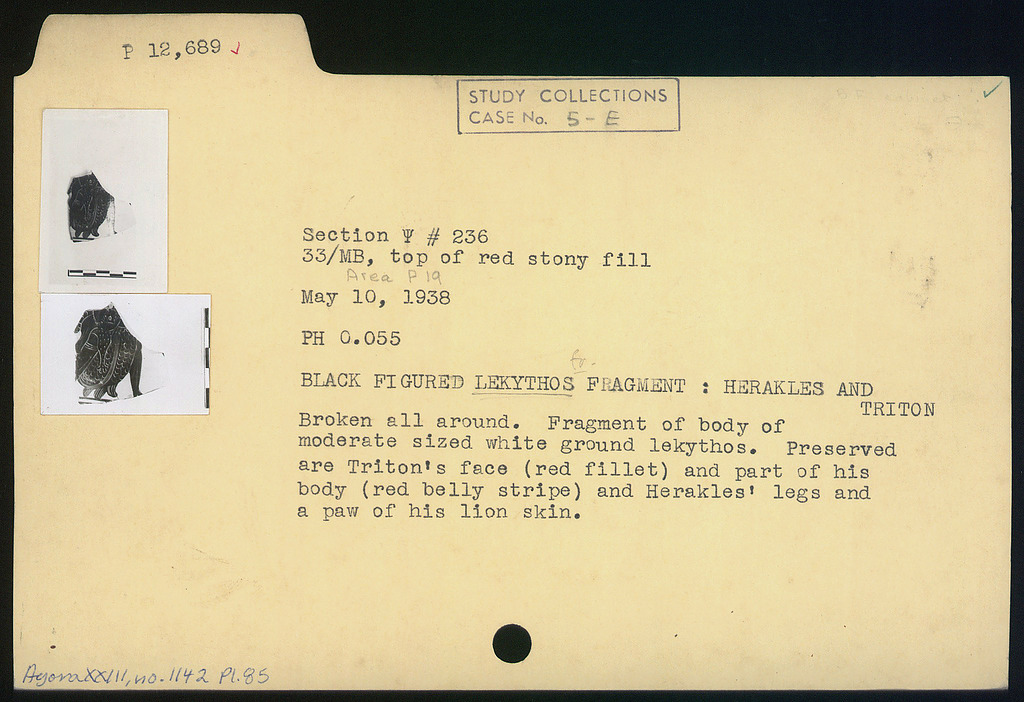 P 12,689
STUDY COLLECTIONS
CASE No. 5-E
Section Ψ # 236
33/MB, top of red stony fill
Area P 19
May 10, 1938
PH 0.055
fr.
BLACK FIGURED LEKYTHOS FRAGMENT : HERAKLES AND
TRITON
Broken all around. Fragment of body of
moderate sized white ground lekythos. Preserved
are Triton's face (red fillet) and part of his
body (red belly stripe) and Herakles' legs and
a paw of his lion skin.
Agora XXIII, no. 1142 Pl. 85